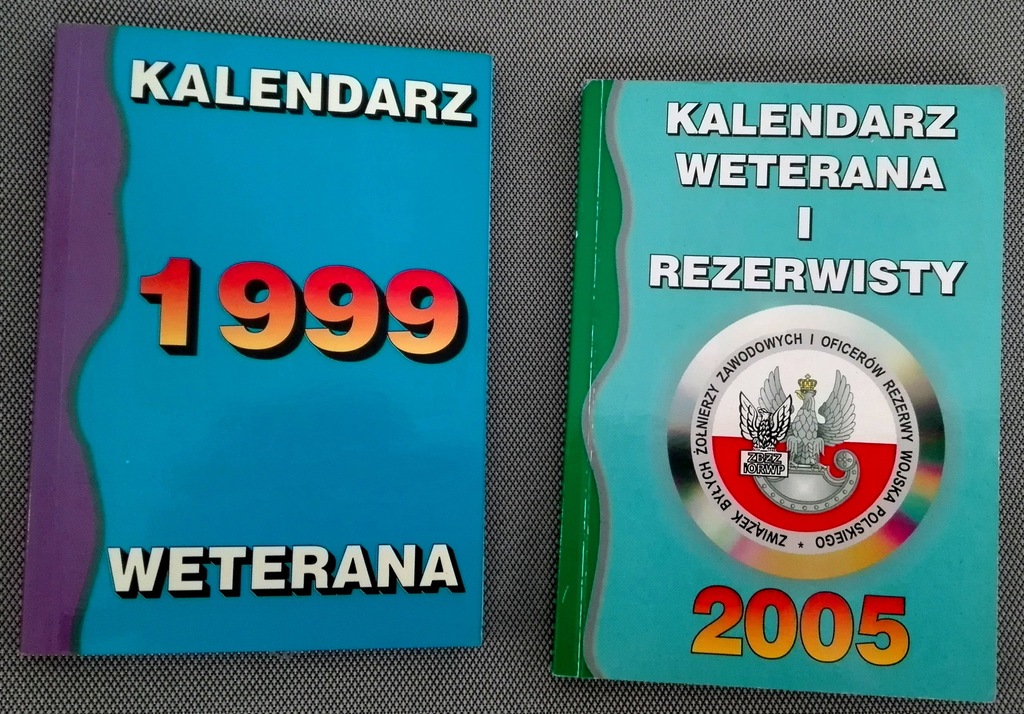 KALENDARZ
1999
WETERANA
KALENDARZ
WETERANA
I
REZERWISTY
ZWIĄZEK BYŁYCH ŻOŁNIERZY ZAWODOWYCH I OFICERÓW REZERWY WOJSKA POLSKIEGO *
ZBŻZ
iORWP
2005